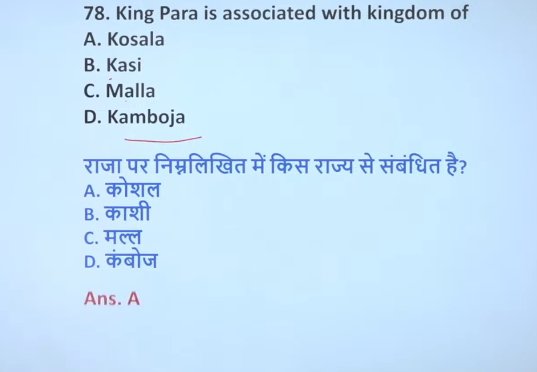 78. King Para is associated with kingdom of
A. Kosala
B. Kasi
C. Malla
D. Kamboja
राजा पर निम्नलिखित में किस राज्य से संबंधित है?
A. कोशल
B. काशी
C. मल्ल
D. कंबोज
Ans. A